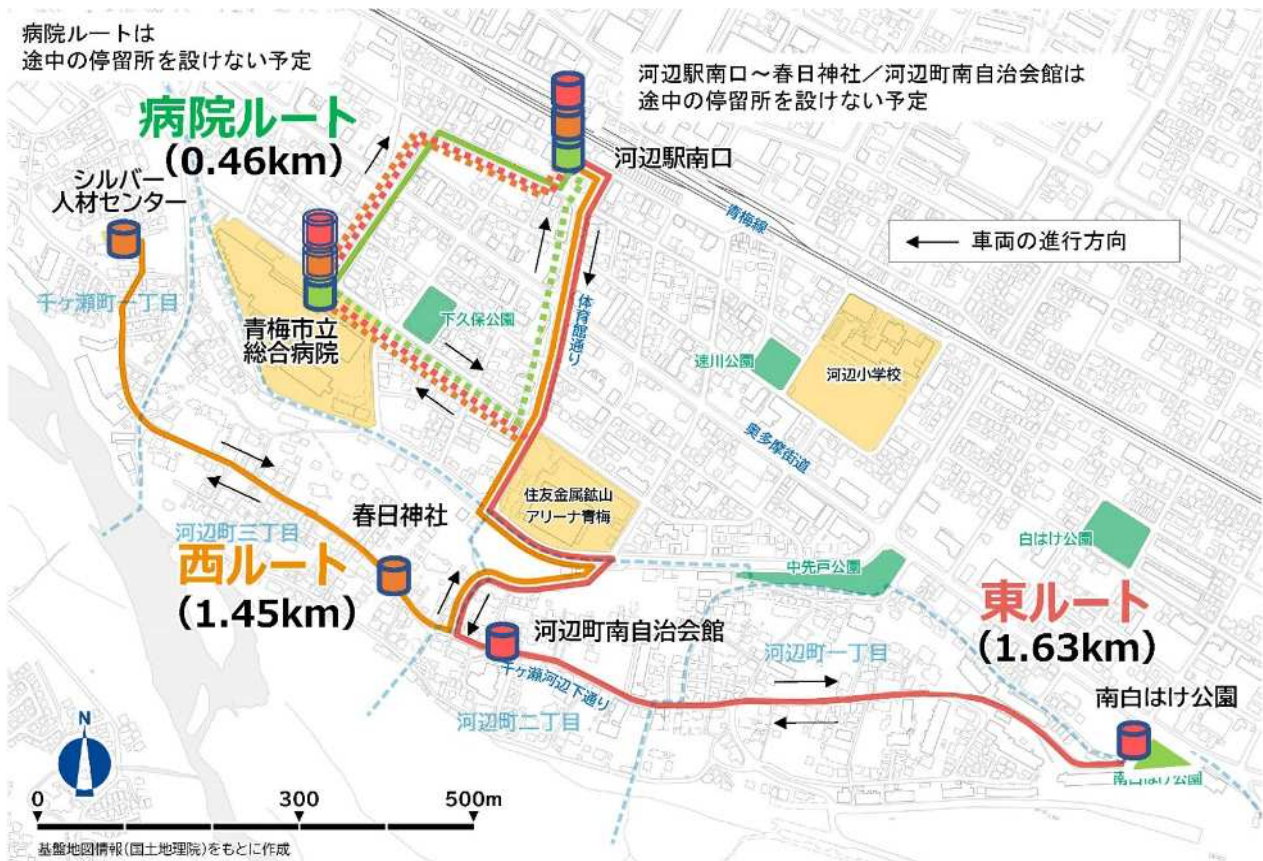 病院ルートは
途中の停留所を設けない予定
河辺駅南口～春日神社／河辺町南自治会館は
途中の停留所を設けない予定
病院ルート
(0.46km)
河辺駅南口
シルバー
人材センター
青梅線
車両の進行方向
千ヶ瀬町一丁目
青梅市立
総合病院
下久保公園
体育館通り
速川公園
河辺小学校
奥多摩街道
住友金属鉱山
アリーナ青梅
春日神社
河辺町三丁目
西ルート
(1.45km)
白はけ公園
中先戸公園
東ルート
(1.63km)
河辺町南自治会館
河辺町一丁目
千ヶ瀬河辺下通り
河辺町二丁目
南白はけ公園
南白はけ公園
N
0 300 500m
基盤地図情報(国土地理院)をもとに作成